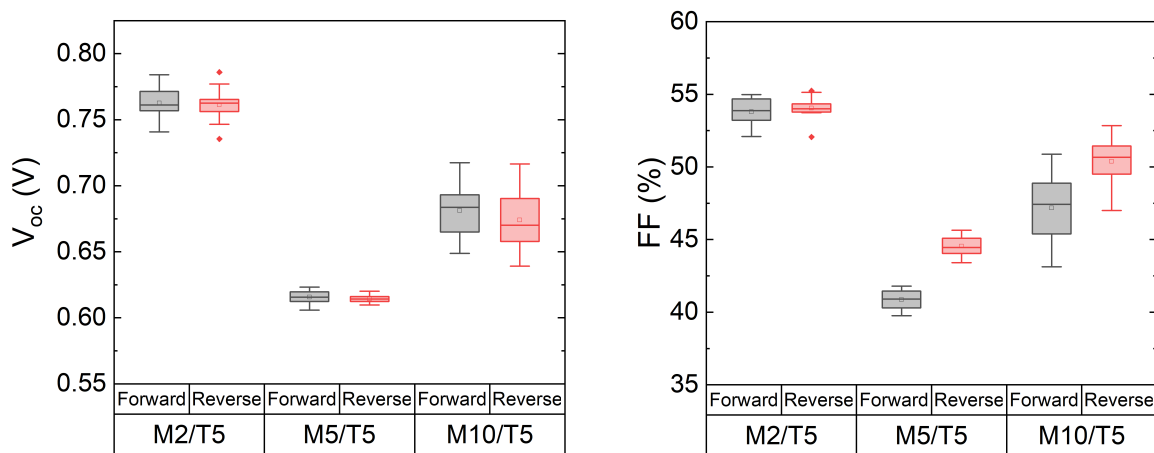 V_oc (V)
0.80
0.75
0.70
0.65
0.60
0.55
Forward Reverse Forward Reverse Forward Reverse
M2/T5 M5/T5 M10/T5
FF (%)
60
55
50
45
40
35
Forward Reverse Forward Reverse Forward Reverse
M2/T5 M5/T5 M10/T5